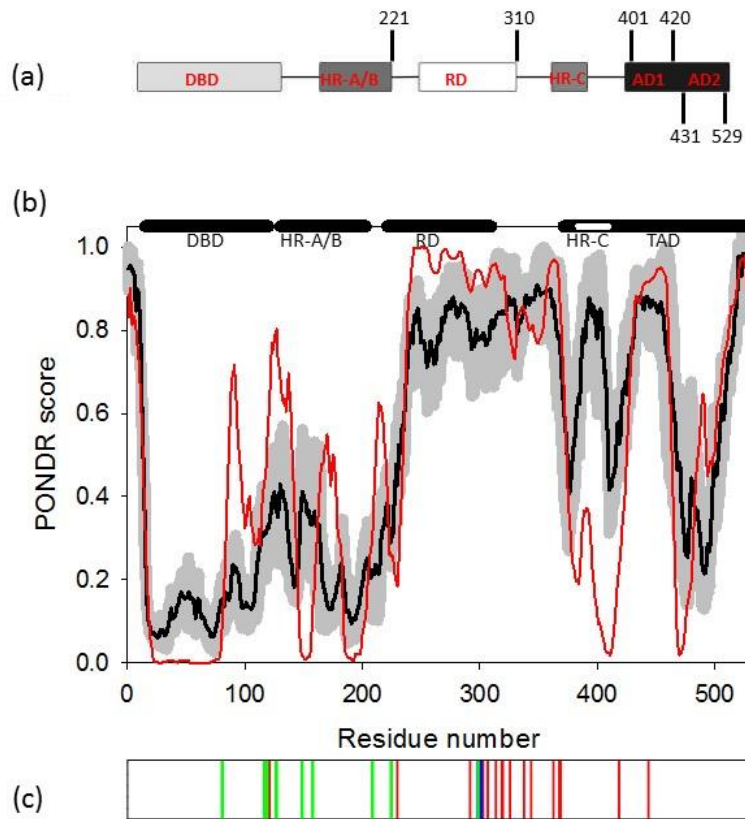 221 310 401 420
(a) DBD HR-A/B RD HR-C AD1 AD2
431 529
(b)
DBD HR-A/B RD HR-C TAD
1.0
0.8
0.6
0.4
0.2
0.0
PONDR score
0 100 200 300 400 500
Residue number
(c)